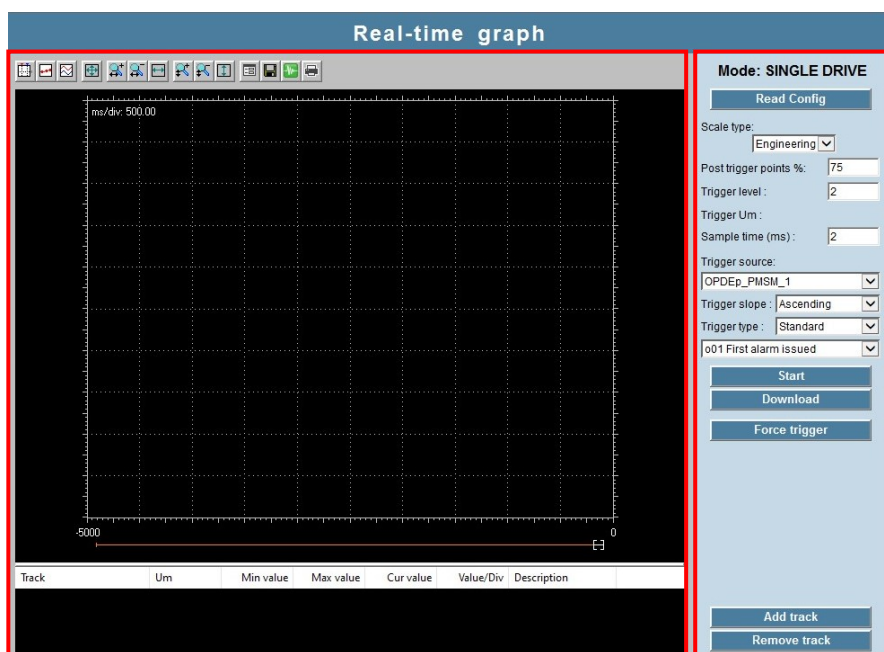 Real-time graph
ms/div: 500.00
-5000 0
Track Um Min value Max value Cur value Value/Div Description
Mode: SINGLE DRIVE
Read Config
Scale type:
Engineering
Post trigger points %: 75
Trigger level : 2
Trigger Um :
Sample time (ms) : 2
Trigger source:
OPDEp_PMSM_1
Trigger slope : Ascending
Trigger type : Standard
o01 First alarm issued
Start
Download
Force trigger
Add track
Remove track